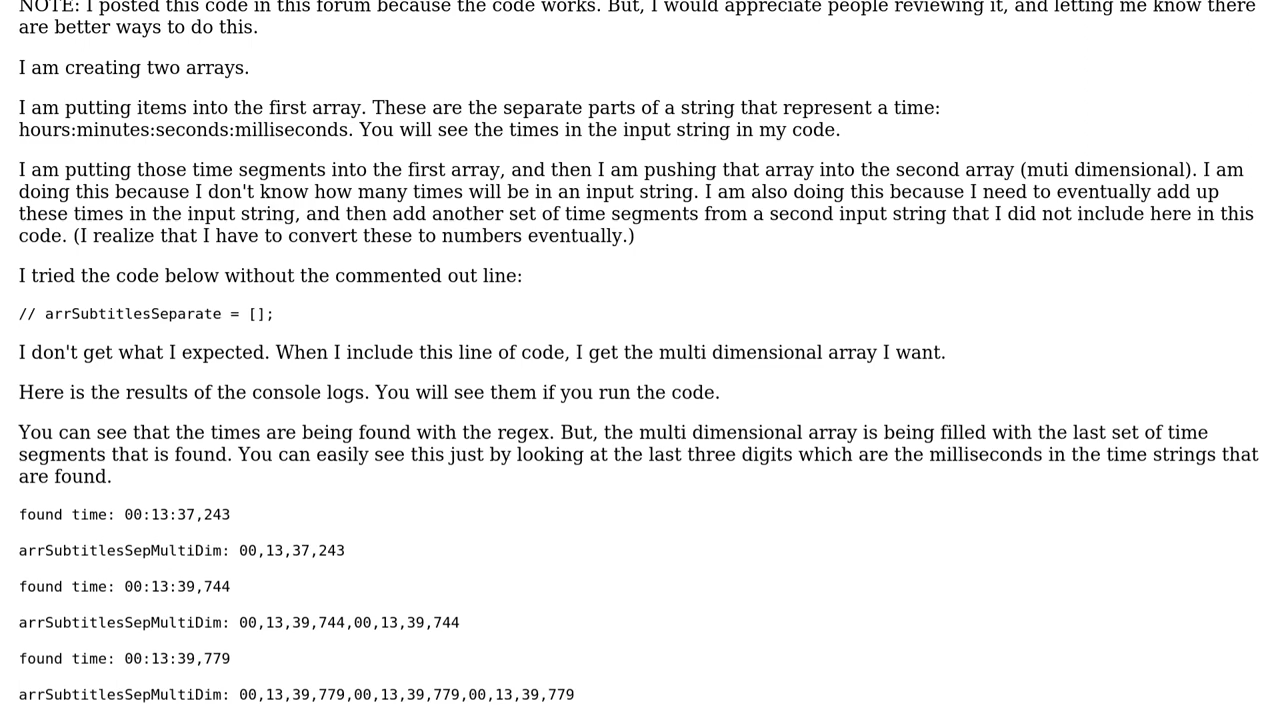 NOTE: I posted this code in this forum because the code works. But, I would appreciate people reviewing it, and letting me know there
are better ways to do this.
I am creating two arrays.
I am putting items into the first array. These are the separate parts of a string that represent a time:
hours:minutes:seconds:milliseconds. You will see the times in the input string in my code.
I am putting those time segments into the first array, and then I am pushing that array into the second array (muti dimensional). I am
doing this because I don't know how many times will be in an input string. I am also doing this because I need to eventually add up
these times in the input string, and then add another set of time segments from a second input string that I did not include here in this
code. (I realize that I have to convert these to numbers eventually.)
I tried the code below without the commented out line:
// arrSubtitlesSeparate = [];
I don't get what I expected. When I include this line of code, I get the multi dimensional array I want.
Here is the results of the console logs. You will see them if you run the code.
You can see that the times are being found with the regex. But, the multi dimensional array is being filled with the last set of time
segments that is found. You can easily see this just by looking at the last three digits which are the milliseconds in the time strings that
are found.
found time: 00:13:37,243
arrSubtitlesSepMultiDim: 00,13,37,243
found time: 00:13:39,744
arrSubtitlesSepMultiDim: 00,13,39,744,00,13,39,744
found time: 00:13:39,779
arrSubtitlesSepMultiDim: 00,13,39,779,00,13,39,779,00,13,39,779